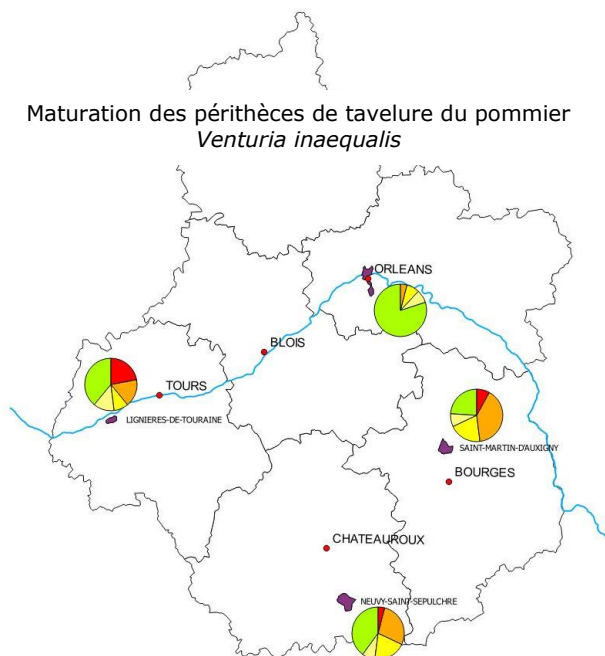 Maturation des périthèces de tavelure du pommier
Venturia inaequalis
ORLEANS
BLOIS
TOURS
LIGNIERES-DE-TOURAINE
SAINT-MARTIN-D'AUXIGNY
BOURGES
CHATEAUROUX
NEUVY-SAINT-SEPULCHRE